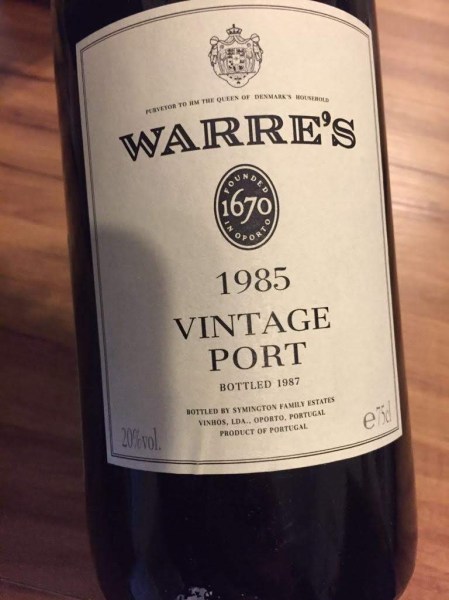 PURVEYOR TO HM THE QUEEN OF DENMARK'S HOUSEHOLD
WARRE'S
FOUNDED
1670
IN OPORTO
1985
VINTAGE
PORT
BOTTLED 1987
BOTTLED BY SYMINGTON FAMILY ESTATES
VINHOS, LDA., OPORTO, PORTUGAL
PRODUCT OF PORTUGAL
20%vol.
℮75cl